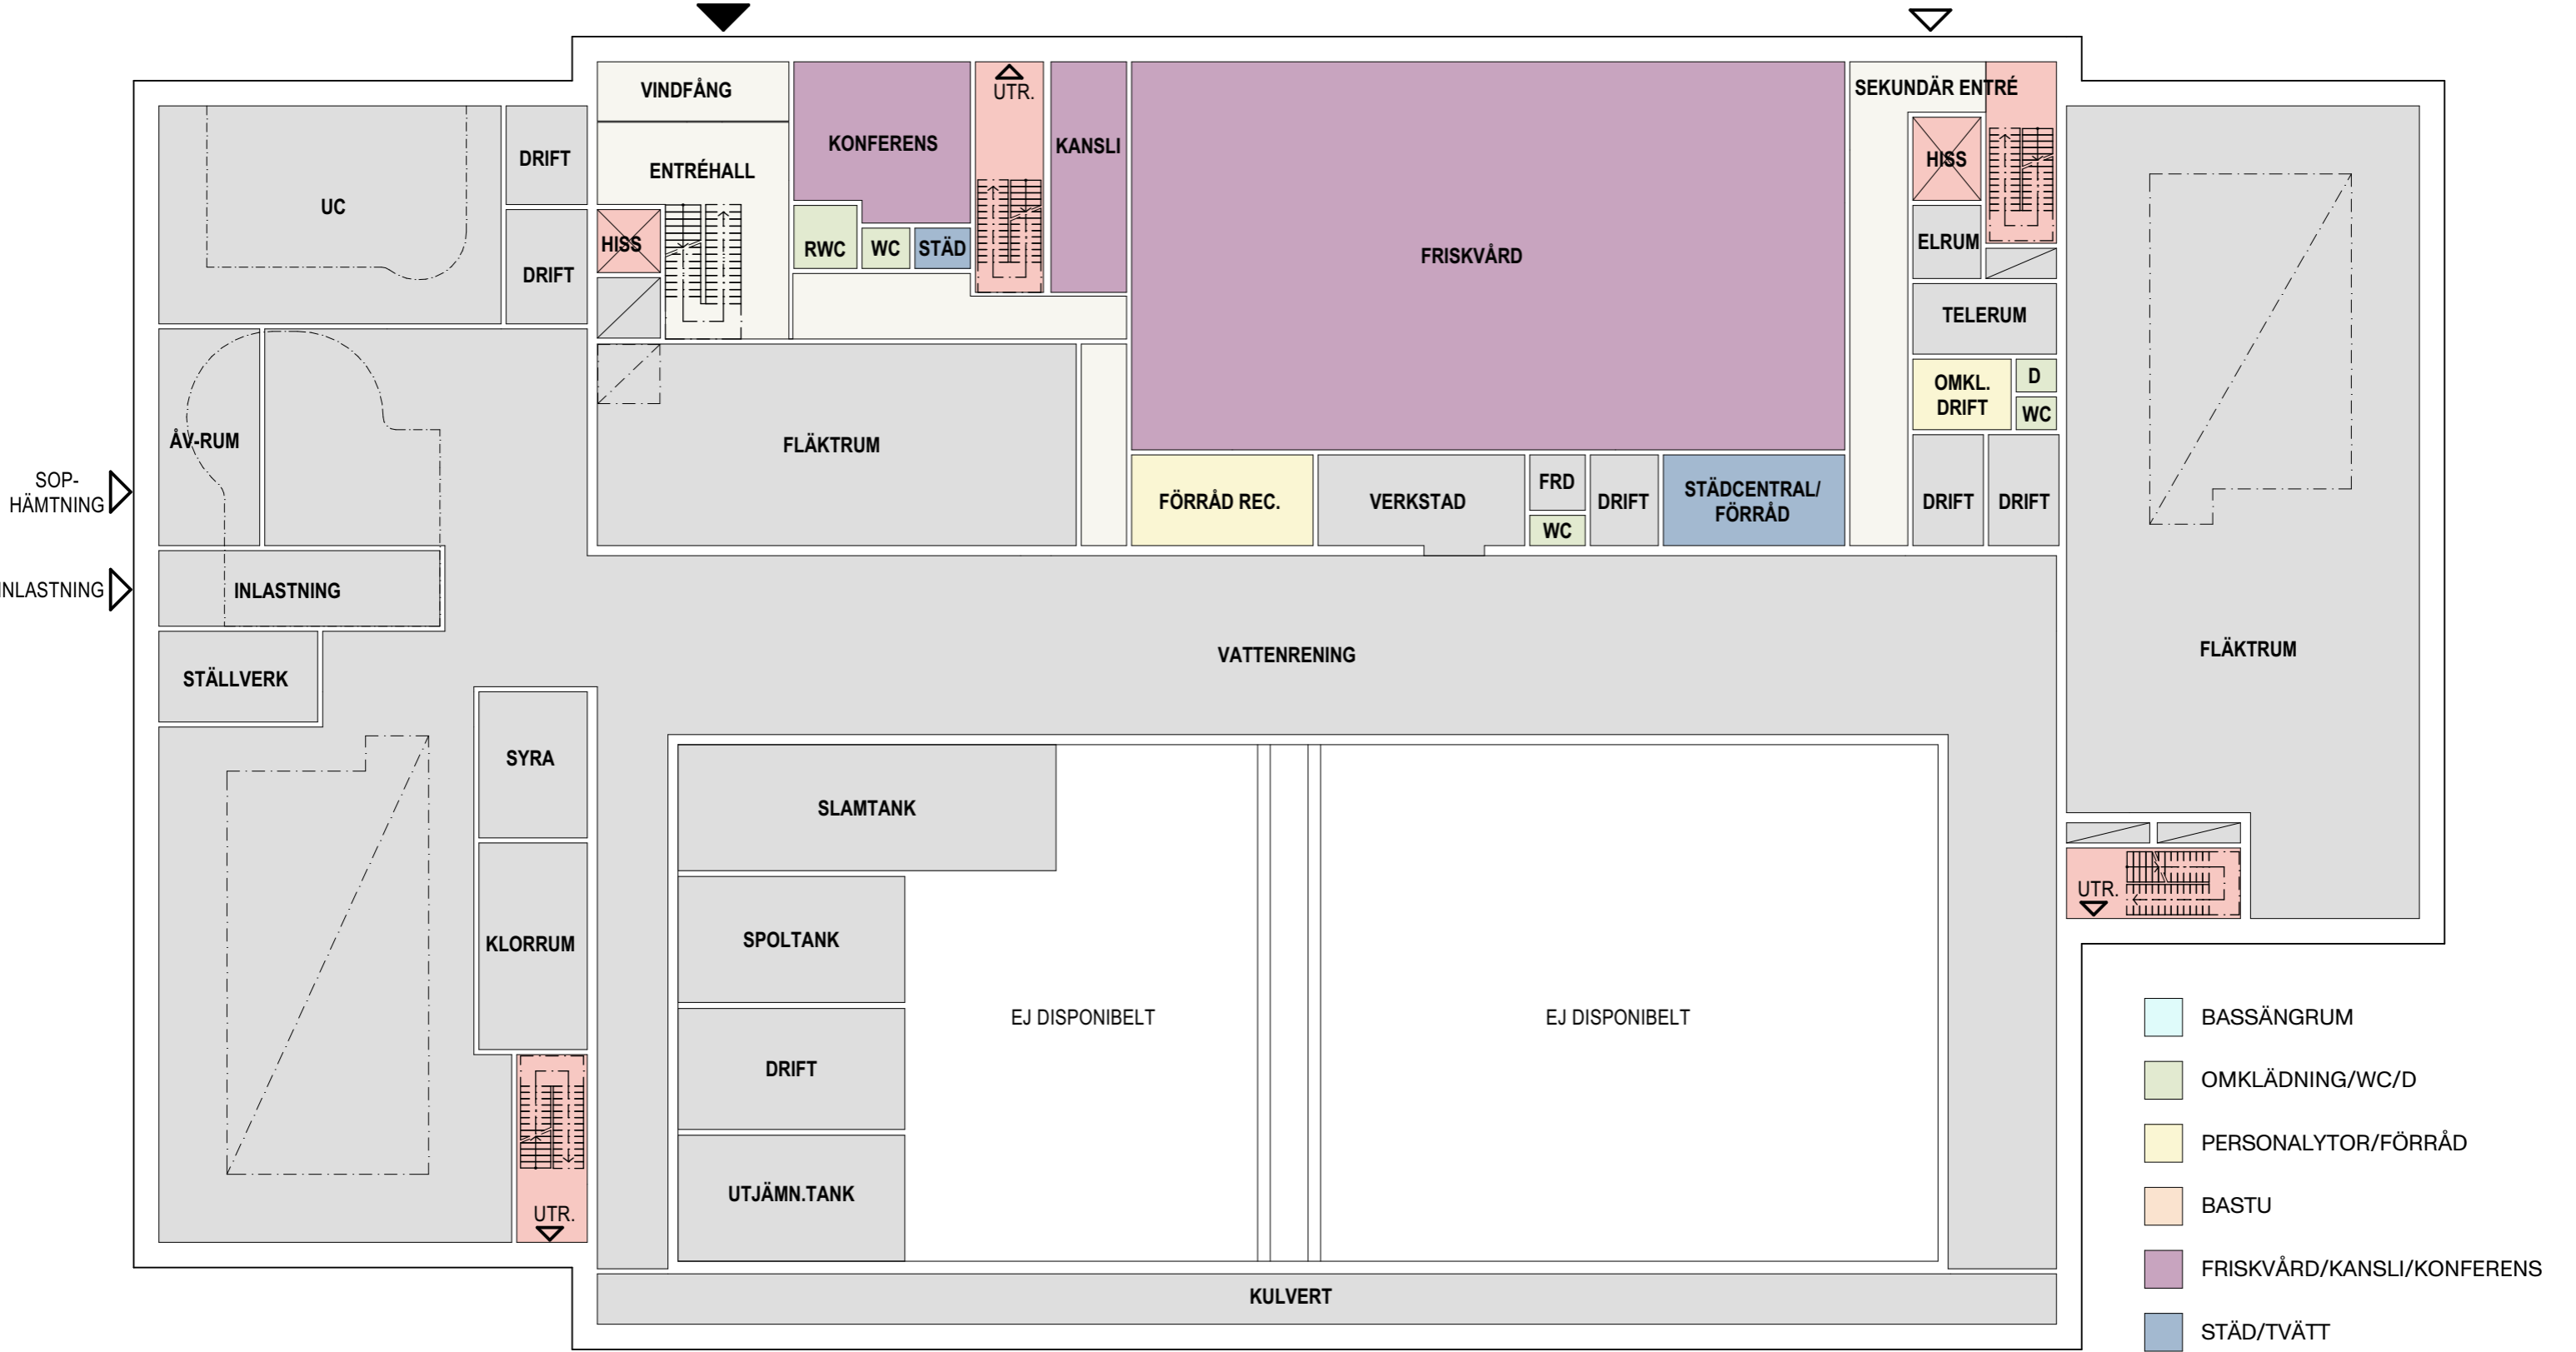 VINDFÅNG
ENTRÉHALL
KONFERENS
UTR.
KANSLI
SEKUNDÄR ENTRÉ
UC
DRIFT
DRIFT
HISS
RWC
WC
STÄD
FRISKVÅRD
HISS
ELRUM
TELERUM
OMKL.
DRIFT
D
WC
ÅV-RUM
FLÄKTRUM
SOP-
HÄMTNING
FÖRRÅD REC.
VERKSTAD
FRD
WC
DRIFT
STÄDCENTRAL/
FÖRRÅD
DRIFT
DRIFT
INLASTNING
INLASTNING
STÄLLVERK
VATTENRENING
FLÄKTRUM
SYRA
SLAMTANK
KLORRUM
SPOLTANK
UTR.
EJ DISPONIBELT
EJ DISPONIBELT
DRIFT
UTJÄMN.TANK
UTR.
KULVERT
BASSÄNGRUM
OMKLÄDNING/WC/D
PERSONALYTOR/FÖRRÅD
BASTU
FRISKVÅRD/KANSLI/KONFERENS
STÄD/TVÄTT